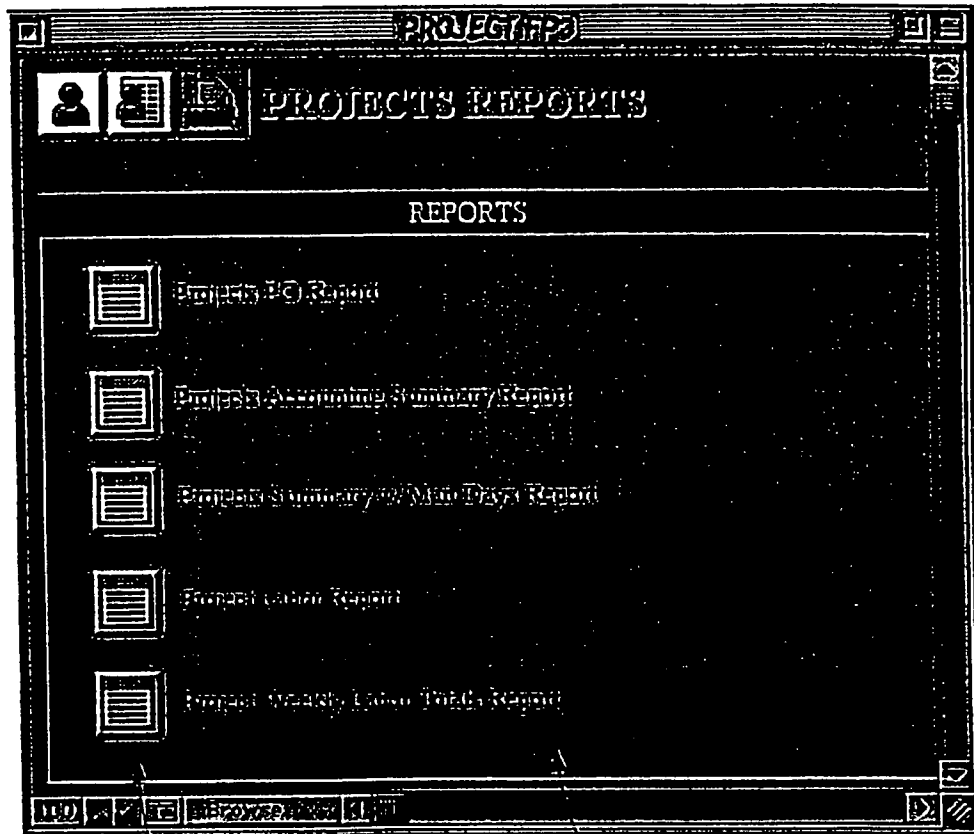 PROJECT.FP3
PROJECTS REPORTS
REPORTS
Projects PO Report
Projects Accounting Summary Report
Projects Summary w/ Man Days Report
Project Labor Report
Project Weekly Labor Totals Report
100
Browse